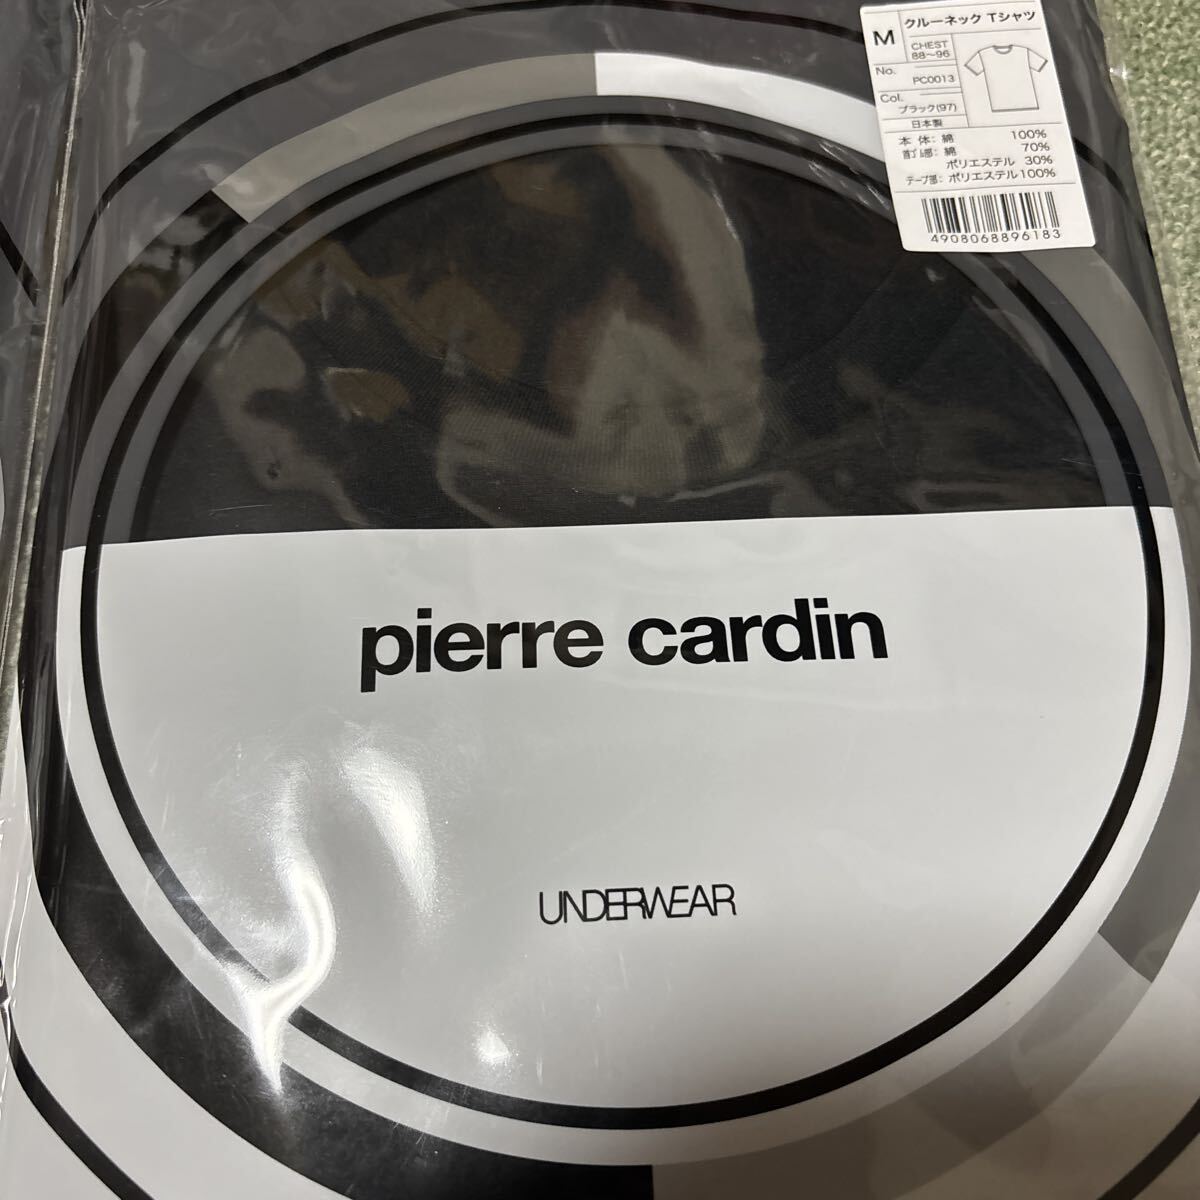 クルーネック Tシャツ
M
CHEST
88〜96
No.
PC0013
Col.
ブラック(97)
日本製
本 体: 綿 100%
首ﾘﾑ部: 綿 70%
ポリエステル 30%
テープ部: ポリエステル100%
4908068896183
pierre cardin
UNDERWEAR